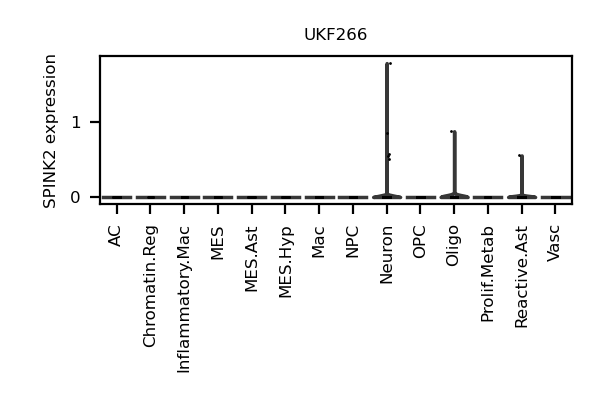 UKF266
SPINK2 expression
1
0
AC
Chromatin.Reg
Inflammatory.Mac
MES
MES.Ast
MES.Hyp
Mac
NPC
Neuron
OPC
Oligo
Prolif.Metab
Reactive.Ast
Vasc